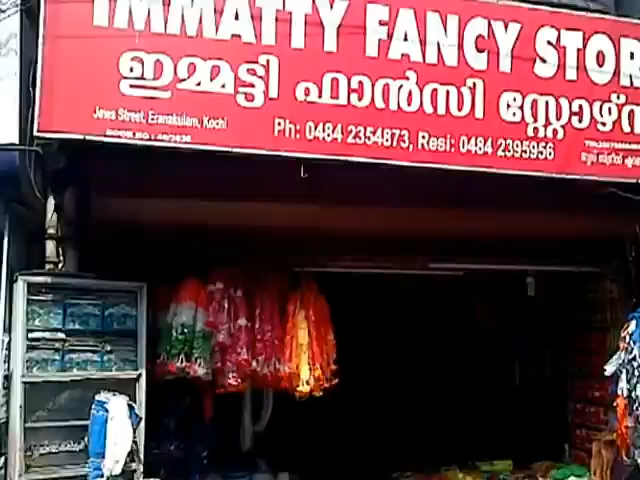 IMMATTY FANCY STOR
ഇമ്മട്ടി ഫാൻസി സ്റ്റോഴ്സ
Jews Street, Eranakulam, Kochi
Ph: 0484 2354873, Resi: 0484 2395956